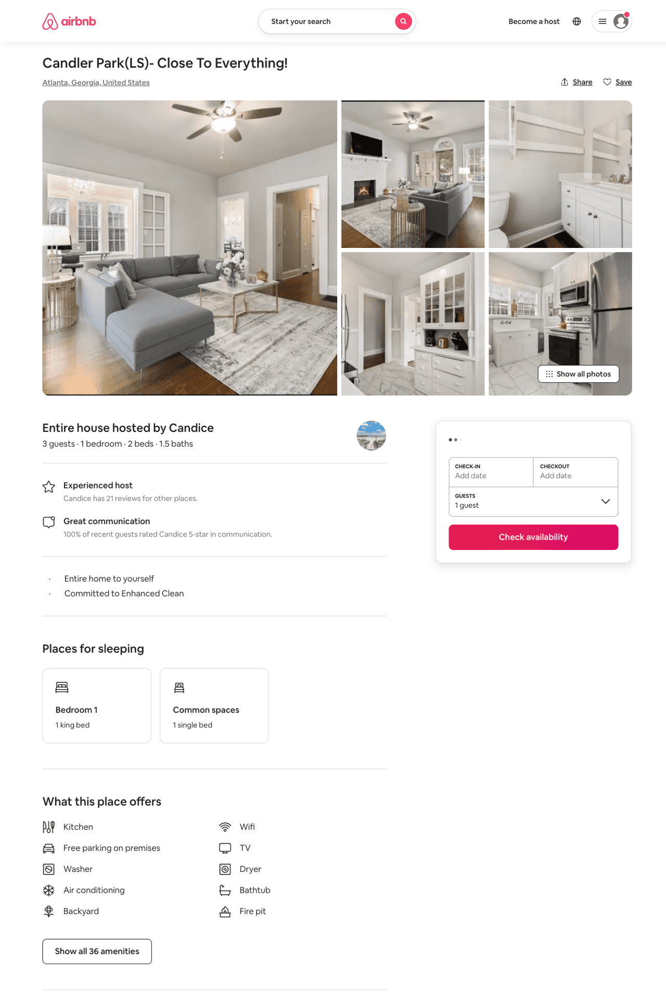 airbnb
Start your search
Become a host
Candler Park(LS)- Close To Everything!
Atlanta, Georgia, United States
Share
Save
Show all photos
Entire house hosted by Candice
3 guests · 1 bedroom · 2 beds · 1.5 baths
Experienced host
Candice has 21 reviews for other places.
Great communication
100% of recent guests rated Candice 5-star in communication.
· Entire home to yourself
· Committed to Enhanced Clean
CHECK-IN
Add date
CHECKOUT
Add date
GUESTS
1 guest
Check availability
Places for sleeping
Bedroom 1
1 king bed
Common spaces
1 single bed
What this place offers
Kitchen
Wifi
Free parking on premises
TV
Washer
Dryer
Air conditioning
Bathtub
Backyard
Fire pit
Show all 36 amenities